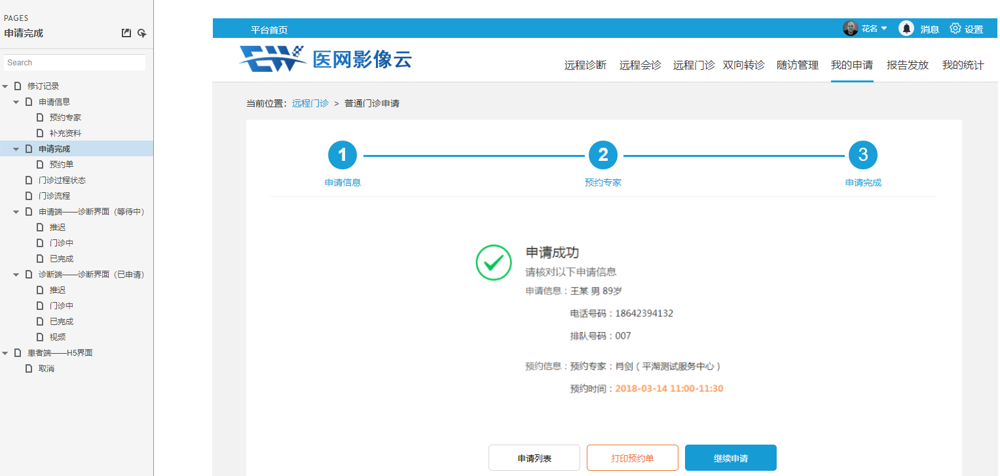 PAGES
申请完成
Search
修订记录
申请信息
预约专家
补充资料
申请完成
预约单
门诊过程状态
门诊流程
申请端——诊断界面（等待中）
推迟
门诊中
已完成
诊断端——诊断界面（已申请）
推迟
门诊中
已完成
视频
患者端——H5界面
取消
平台首页
花名
消息
设置
EW 医网影像云
远程诊断 远程会诊 远程门诊 双向转诊 随访管理 我的申请 报告发放 我的统计
当前位置：远程门诊 > 普通门诊申请
1 2 3
申请信息 预约专家 申请完成
申请成功
请核对以下申请信息
申请信息：王某 男 89岁
电话号码：18642394132
排队号码：007
预约信息：预约专家：肖剑（平湖测试服务中心）
预约时间：2018-03-14 11:00-11:30
申请列表 打印预约单 继续申请